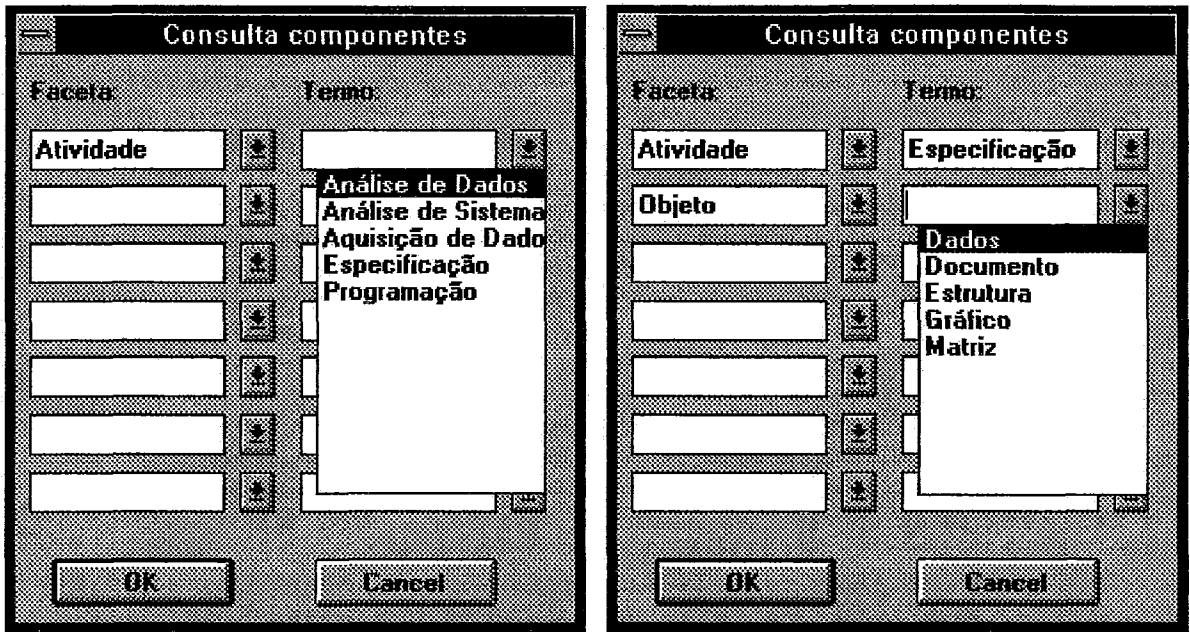 Consulta componentes
Faceta: Termo:
Atividade
Análise de Dados
Análise de Sistema
Aquisição de Dado
Especificação
Programação
OK Cancel
Consulta componentes
Faceta: Termo:
Atividade Especificação
Objeto
Dados
Documento
Estrutura
Gráfico
Matriz
OK Cancel